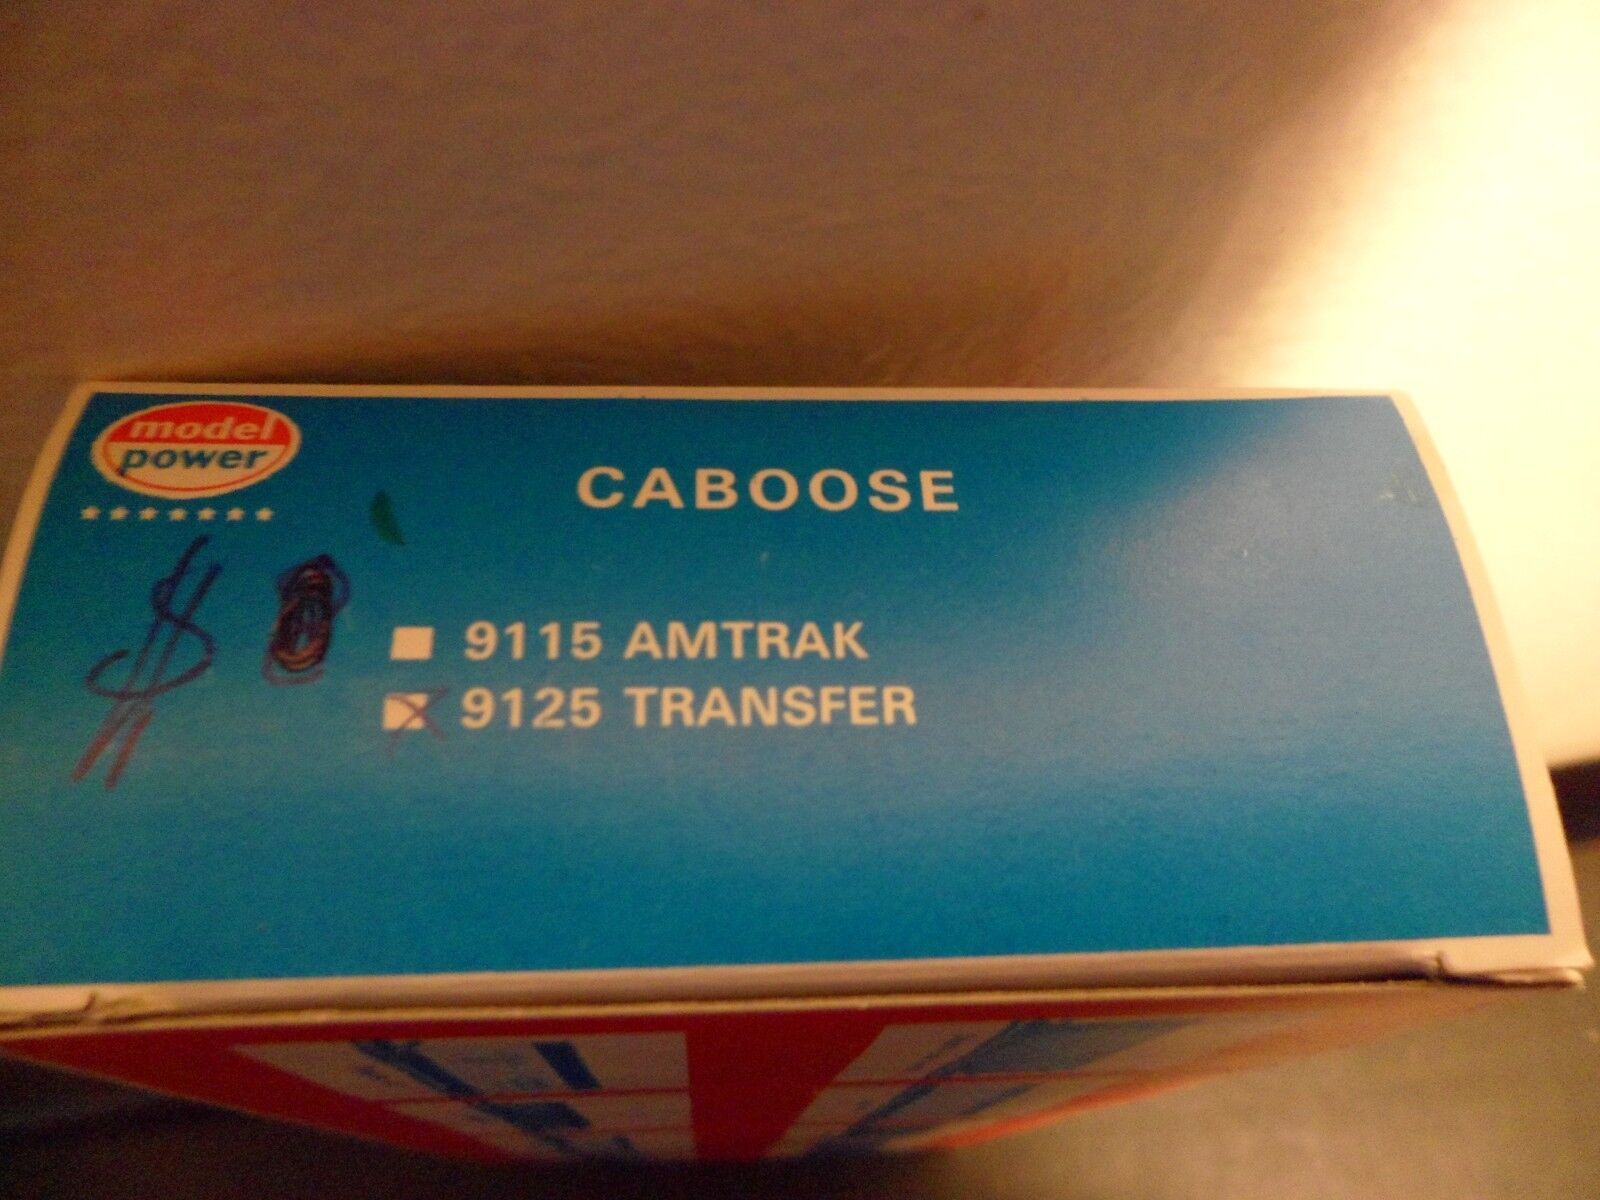 model
power
CABOOSE
$
9115 AMTRAK
9125 TRANSFER